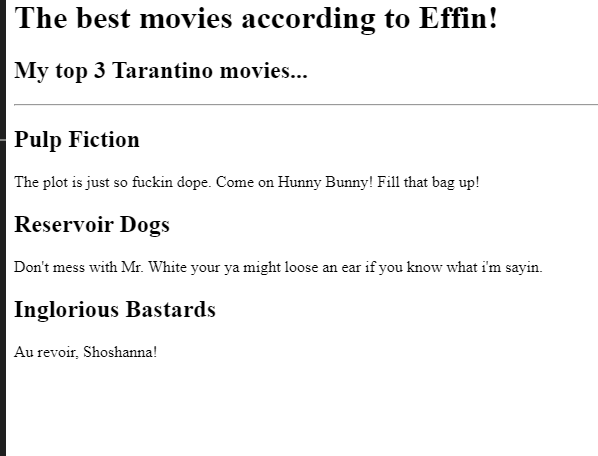 The best movies according to Effin!
My top 3 Tarantino movies...
Pulp Fiction
The plot is just so fuckin dope. Come on Hunny Bunny! Fill that bag up!
Reservoir Dogs
Don't mess with Mr. White your ya might loose an ear if you know what i'm sayin.
Inglorious Bastards
Au revoir, Shoshanna!